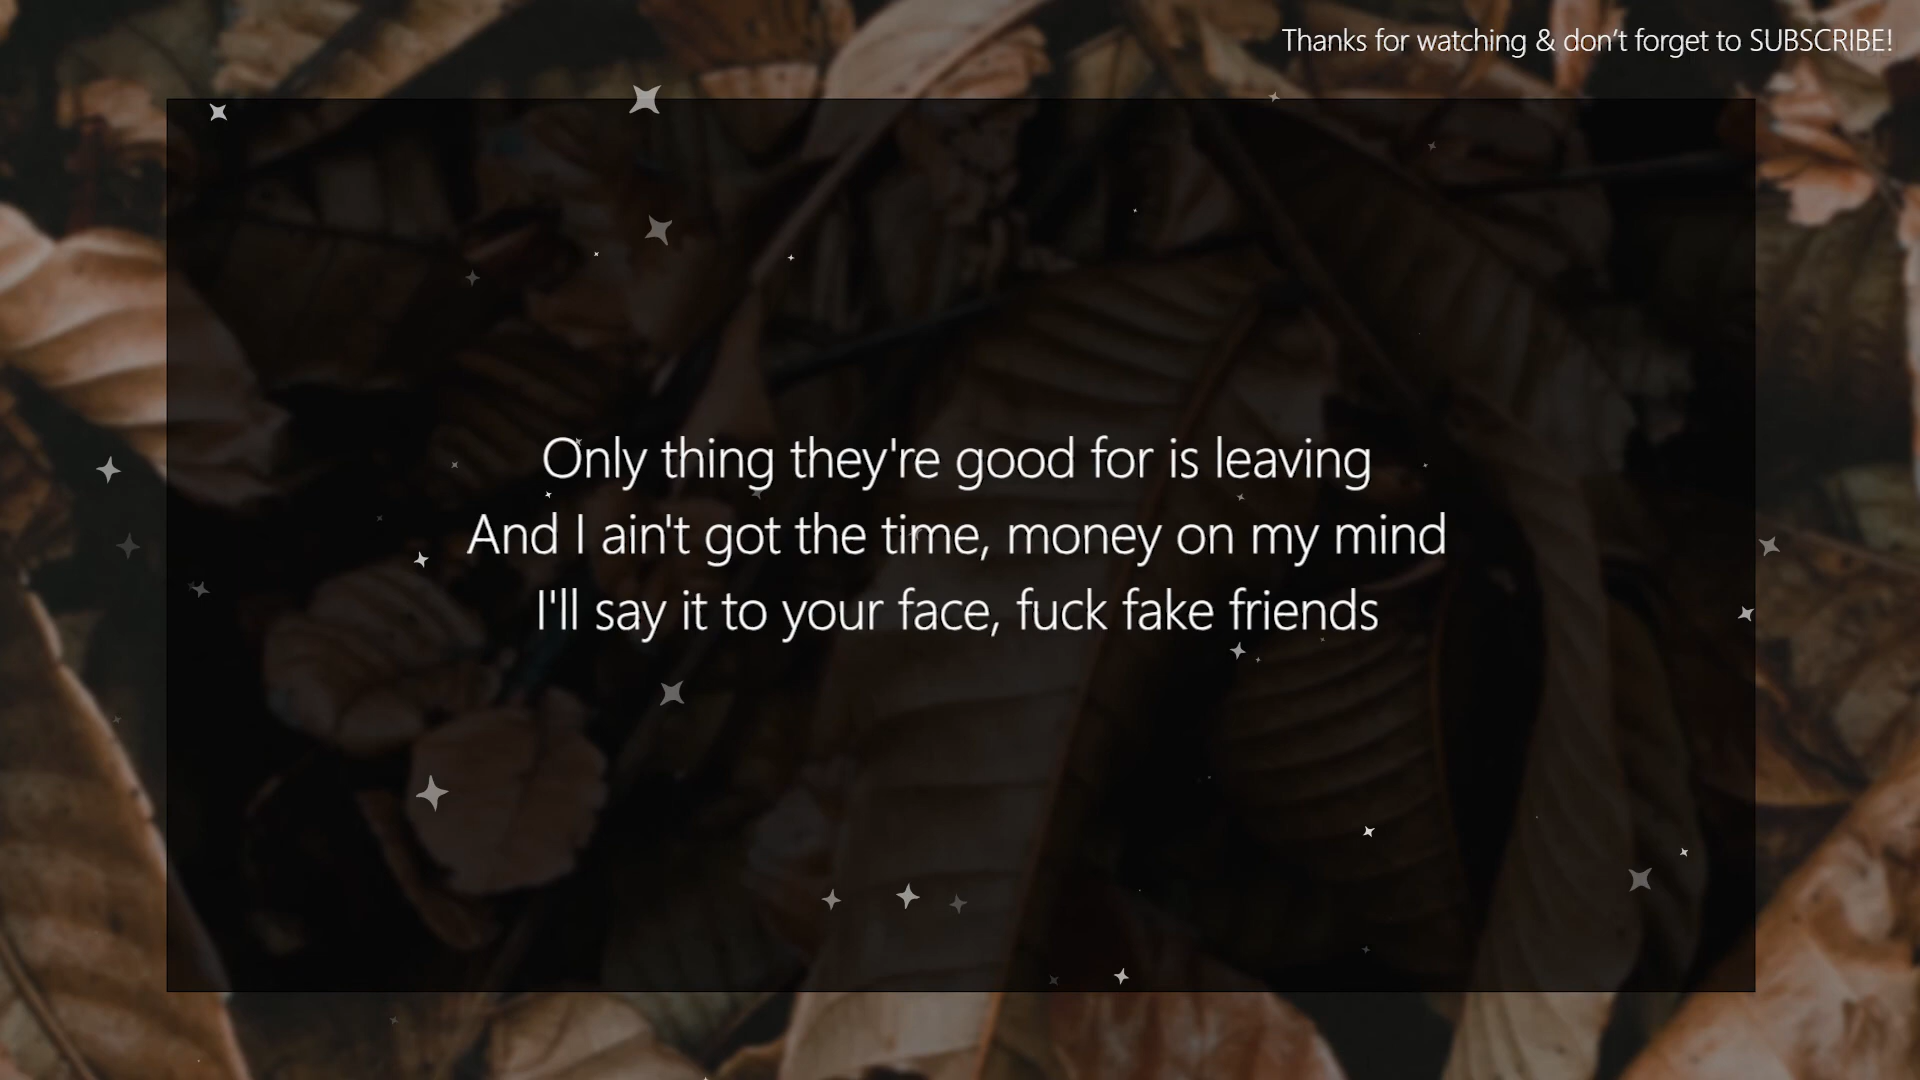 Thanks for watching & don’t forget to SUBSCRIBE!
Only thing they're good for is leaving
And I ain't got the time, money on my mind
I'll say it to your face, fuck fake friends